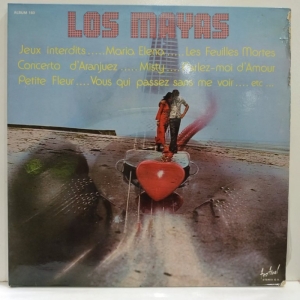 LOS MAYAS
Jeux interdits.....Maria Elena.....Les Feuilles Mortes
Concerto d'Aranjuez.....Misty.....Parlez-moi d'Amour
Petite Fleur.....Vous qui passez sans me voir.....etc...